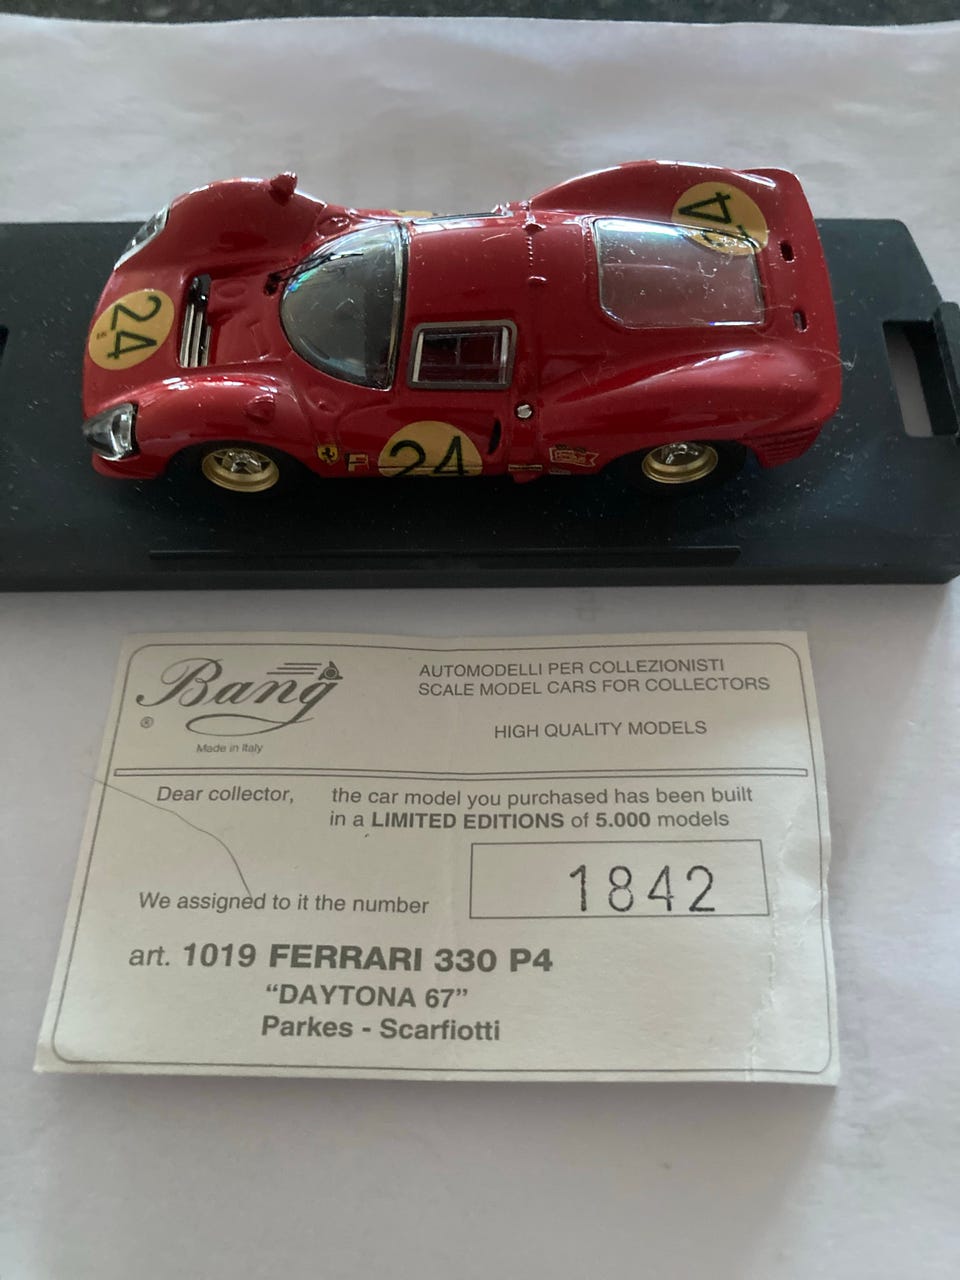 24
24
24
Bang
®
Made in Italy
AUTOMODELLI PER COLLEZIONISTI
SCALE MODEL CARS FOR COLLECTORS
HIGH QUALITY MODELS
Dear collector, the car model you purchased has been built
in a LIMITED EDITIONS of 5.000 models
We assigned to it the number 1842
art. 1019 FERRARI 330 P4
“DAYTONA 67”
Parkes - Scarfiotti